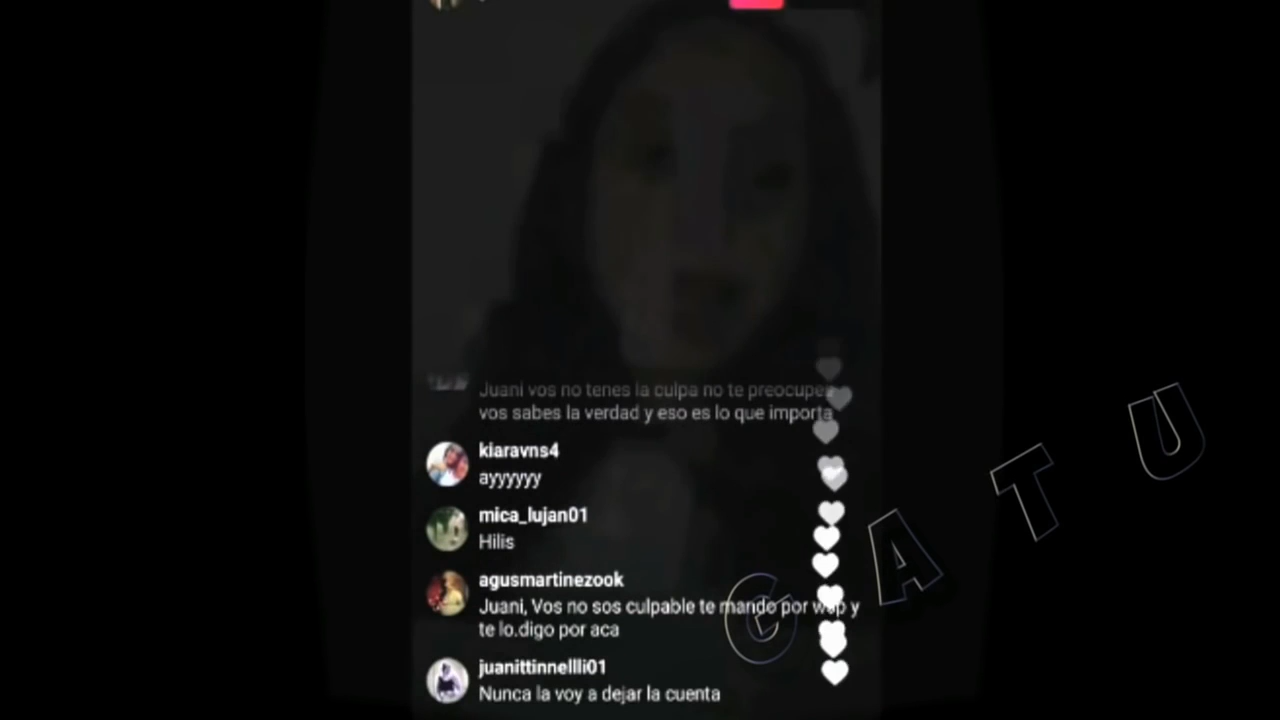 Juani vos no tenes la culpa no te preocupes
vos sabes la verdad y eso es lo que importa
kiaravns4
ayyyyyy
mica_lujan01
Hilis
agusmartinezook
Juani, Vos no sos culpable te mando por wsp y
te lo.digo por aca
juanittinnellli01
Nunca la voy a dejar la cuenta
G A T U